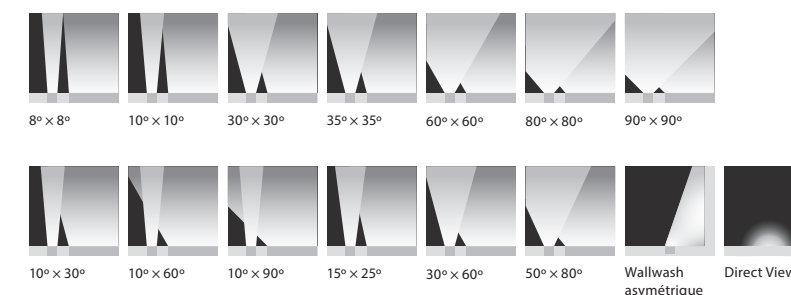 8º × 8º
10º × 10º
30º × 30º
35º × 35º
60º × 60º
80º × 80º
90º × 90º
10º × 30º
10º × 60º
10º × 90º
15º × 25º
30º × 60º
50º × 80º
Wallwash
asymétrique
Direct View